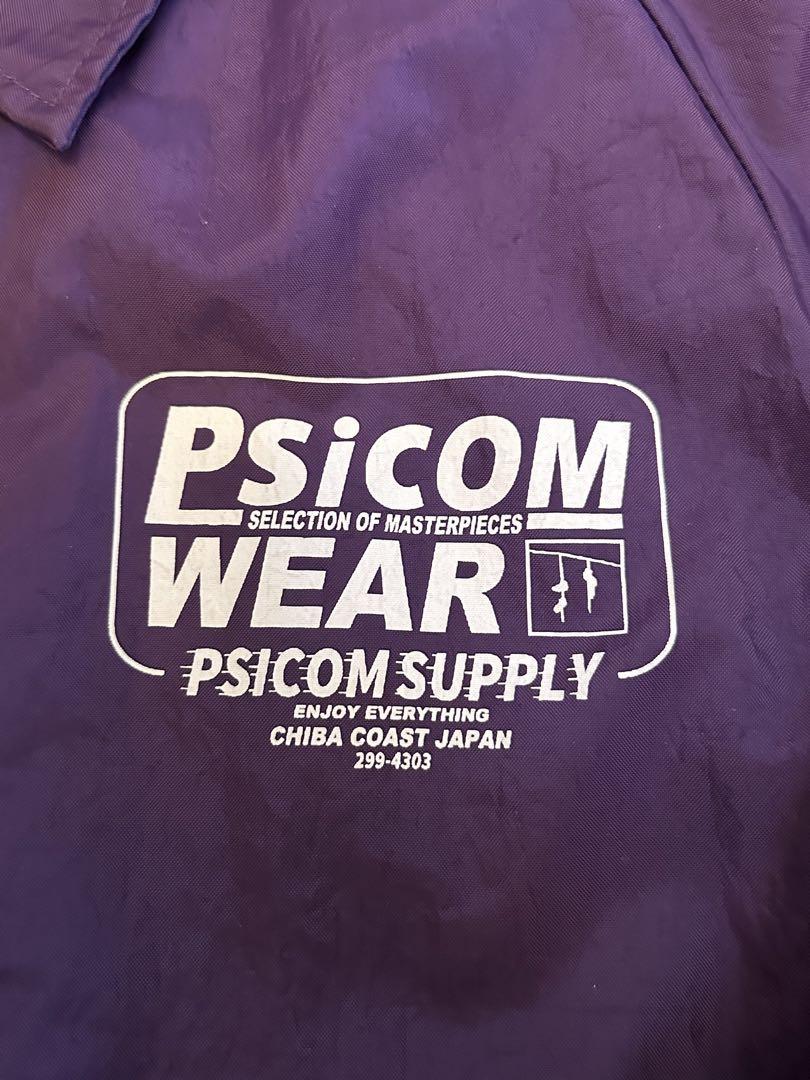 PSiCOM
SELECTION OF MASTERPIECES
WEAR
PSICOM SUPPLY
ENJOY EVERYTHING
CHIBA COAST JAPAN
299-4303